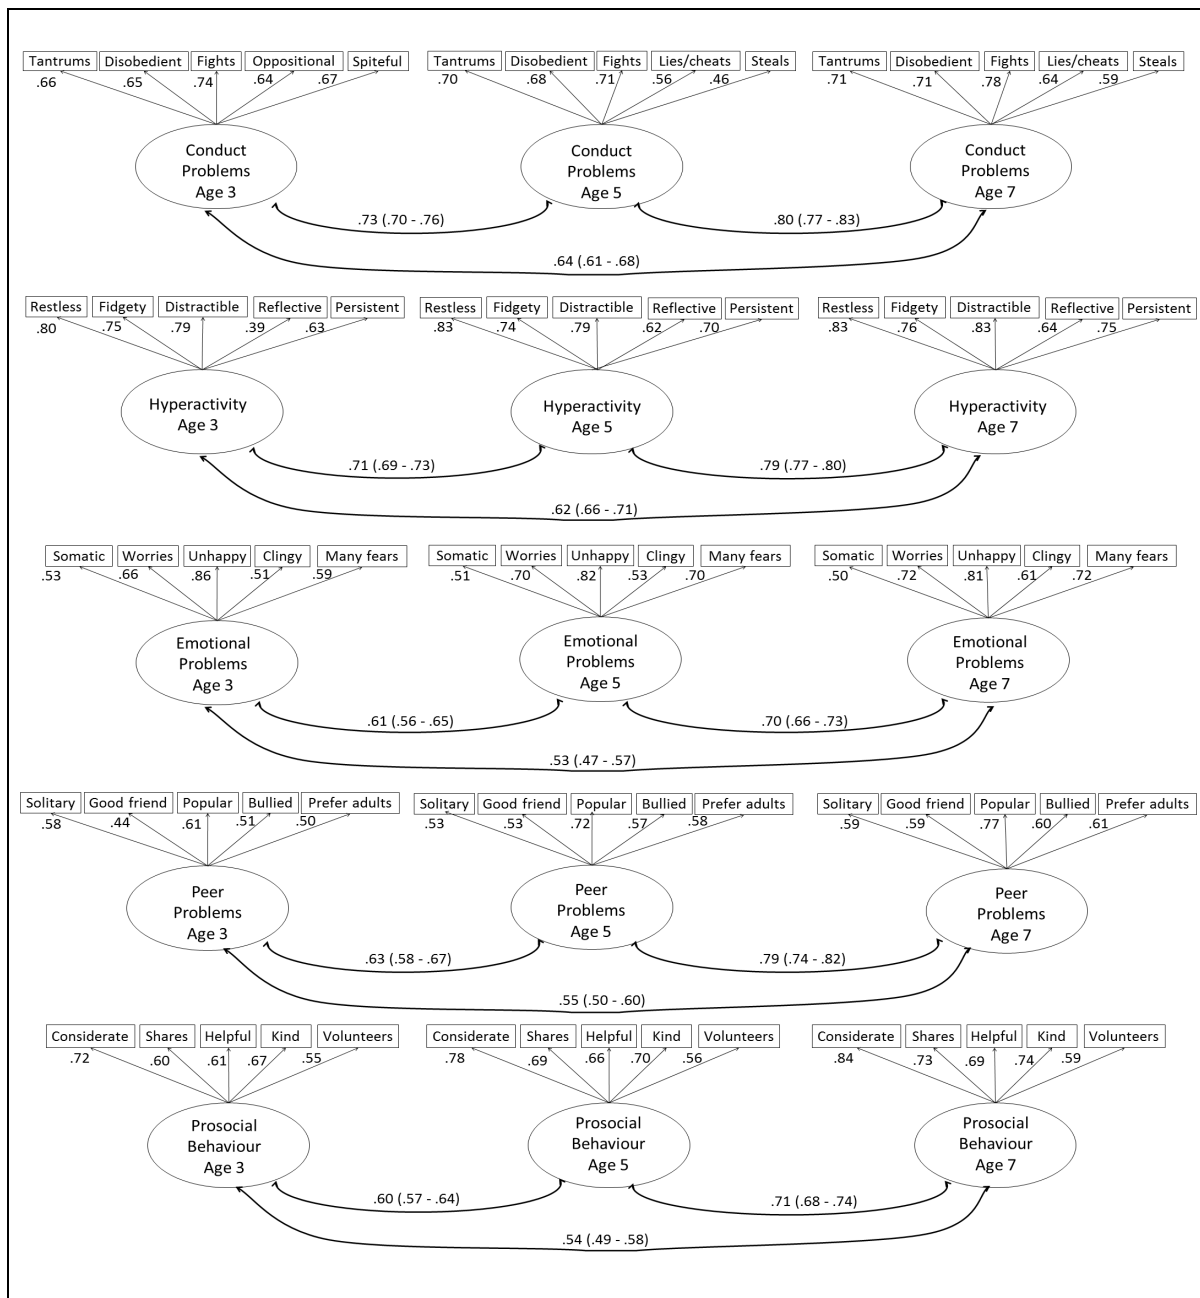 Tantrums Disobedient Fights Oppositional Spiteful Tantrums Disobedient Fights Lies/cheats Steals Tantrums Disobedient Fights Lies/cheats Steals
.66 .65 .74 .64 .67 .70 .68 .71 .56 .46 .71 .71 .78 .64 .59
Conduct Conduct Conduct
Problems Problems Problems
Age 3 Age 5 Age 7
.73 (.70 - .76) .80 (.77 - .83)
.64 (.61 - .68)
Restless Fidgety Distractible Reflective Persistent Restless Fidgety Distractible Reflective Persistent Restless Fidgety Distractible Reflective Persistent
.80 .75 .79 .39 .63 .83 .74 .79 .62 .70 .83 .76 .83 .64 .75
Hyperactivity Hyperactivity Hyperactivity
Age 3 Age 5 Age 7
.71 (.69 - .73) .79 (.77 - .80)
.62 (.66 - .71)
Somatic Worries Unhappy Clingy Many fears Somatic Worries Unhappy Clingy Many fears Somatic Worries Unhappy Clingy Many fears
.53 .66 .86 .51 .59 .51 .70 .82 .53 .70 .50 .72 .81 .61 .72
Emotional Emotional Emotional
Problems Problems Problems
Age 3 Age 5 Age 7
.61 (.56 - .65) .70 (.66 - .73)
.53 (.47 - .57)
Solitary Good friend Popular Bullied Prefer adults Solitary Good friend Popular Bullied Prefer adults Solitary Good friend Popular Bullied Prefer adults
.58 .44 .61 .51 .50 .53 .53 .72 .57 .58 .59 .59 .77 .60 .61
Peer Peer Peer
Problems Problems Problems
Age 3 Age 5 Age 7
.63 (.58 - .67) .79 (.74 - .82)
.55 (.50 - .60)
Considerate Shares Helpful Kind Volunteers Considerate Shares Helpful Kind Volunteers Considerate Shares Helpful Kind Volunteers
.72 .60 .61 .67 .55 .78 .69 .66 .70 .56 .84 .73 .69 .74 .59
Prosocial Prosocial Prosocial
Behaviour Behaviour Behaviour
Age 3 Age 5 Age 7
.60 (.57 - .64) .71 (.68 - .74)
.54 (.49 - .58)